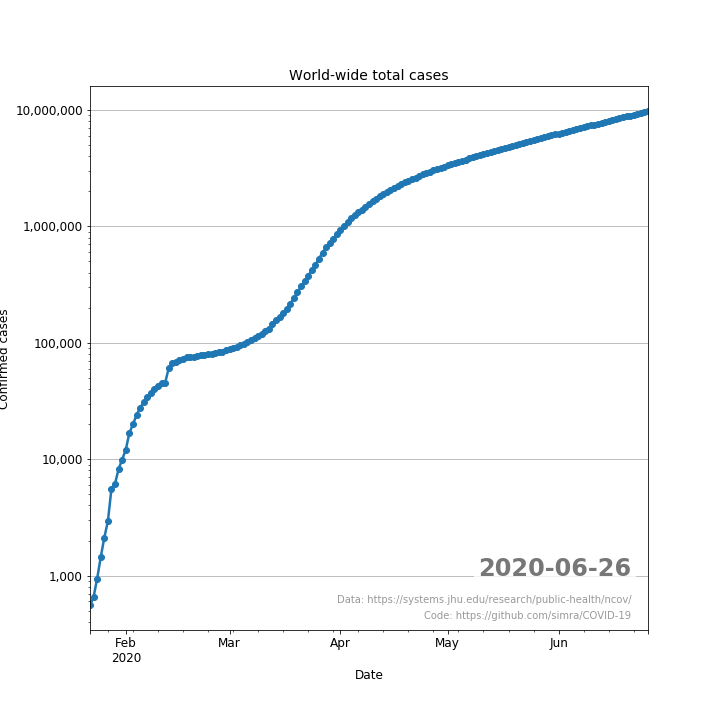 World-wide total cases
10,000,000
1,000,000
100,000
10,000
1,000
Confirmed cases
2020-06-26
Data: https://systems.jhu.edu/research/public-health/ncov/
Code: https://github.com/simra/COVID-19
Feb Mar Apr May Jun
2020
Date